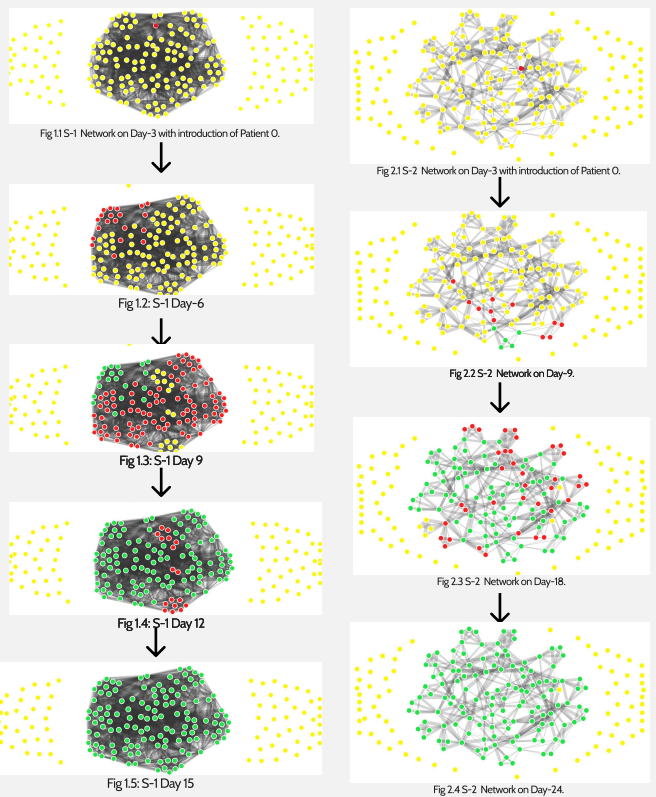 Fig 1.1 S-1 Network on Day-3 with introduction of Patient 0.
Fig 1.2: S-1 Day-6
Fig 1.3: S-1 Day 9
Fig 1.4: S-1 Day 12
Fig 1.5: S-1 Day 15
Fig 2.1 S-2 Network on Day-3 with introduction of Patient 0.
Fig 2.2 S-2 Network on Day-9.
Fig 2.3 S-2 Network on Day-18.
Fig 2.4 S-2 Network on Day-24.